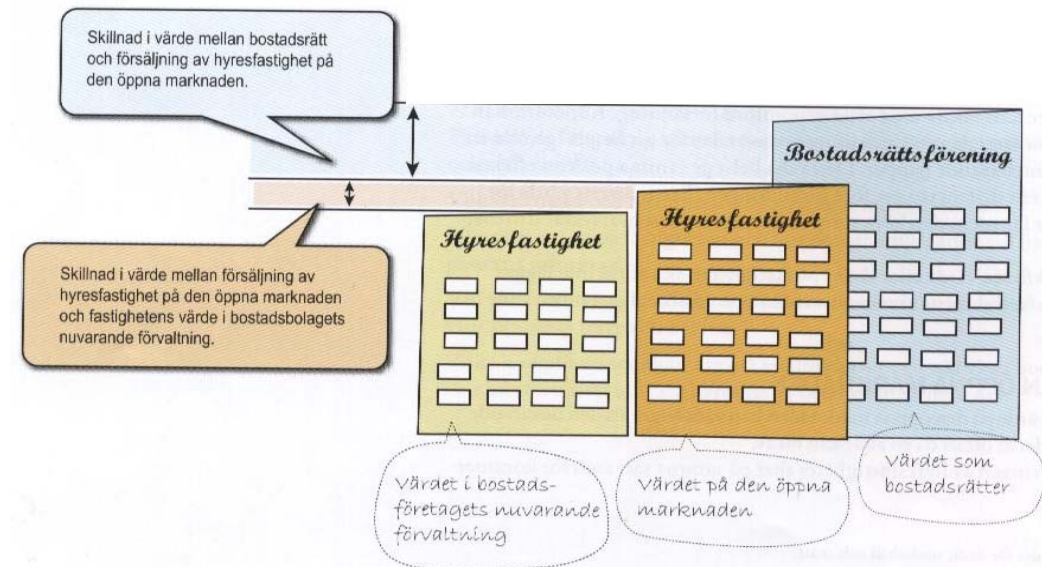 Skillnad i värde mellan bostadsrätt
och försäljning av hyresfastighet på
den öppna marknaden.
Bostadsrättsförening
Hyresfastighet
Hyresfastighet
Skillnad i värde mellan försäljning av
hyresfastighet på den öppna marknaden
och fastighetens värde i bostadsbolagets
nuvarande förvaltning.
Värdet i bostads-
företagets nuvarande
förvaltning
Värdet på den öppna
marknaden
Värdet som
bostadsrätter